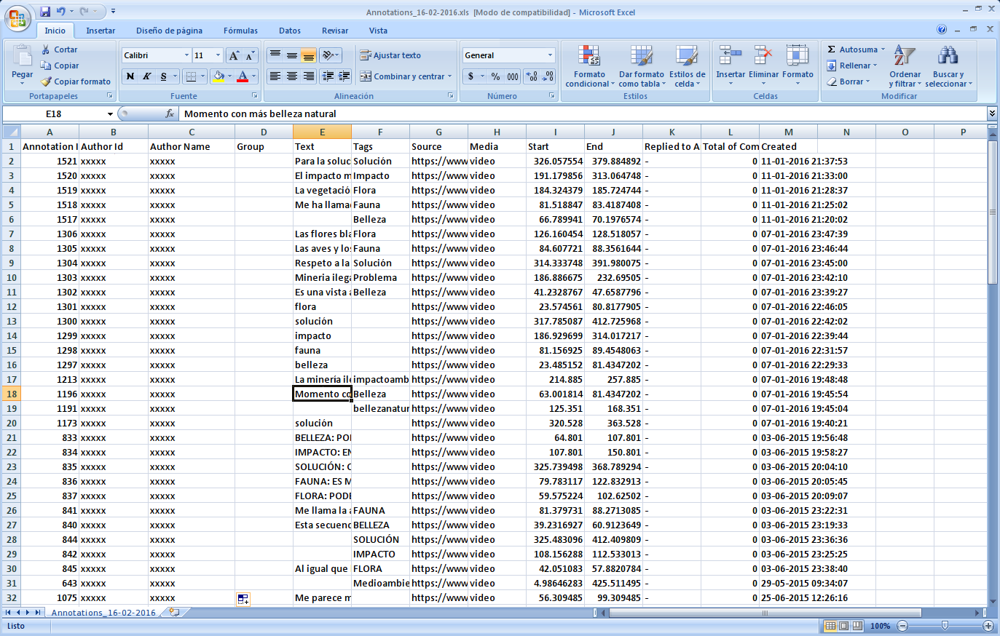 Annotations_16-02-2016.xls [Modo de compatibilidad] - Microsoft Excel
Inicio Insertar Diseño de página Fórmulas Datos Revisar Vista
Pegar Cortar Copiar Copiar formato Portapapeles
Calibri 11 N K S Fuente
Ajustar texto Combinar y centrar Alineación
General $ % 000 Número
Formato condicional Dar formato como tabla Estilos de celda Estilos
Insertar Eliminar Formato Celdas
Σ Autosuma Rellenar Borrar Ordenar y filtrar Buscar y seleccionar Modificar
E18 fx Momento con más belleza natural
A B C D E F G H I J K L M N O P
1 Annotation I Author Id Author Name Group Text Tags Source Media Start End Replied to A Total of Com Created
2 1521 xxxxx xxxxx Para la soluc Solución https://www video 326.057554 379.884892 - 0 11-01-2016 21:37:53
3 1520 xxxxx xxxxx El impacto m Impacto https://www video 191.179856 313.064748 - 0 11-01-2016 21:33:00
4 1519 xxxxx xxxxx La vegetació Flora https://www video 184.324379 185.724744 - 0 11-01-2016 21:28:37
5 1518 xxxxx xxxxx Me ha llamad Fauna https://www video 81.518847 83.4187408 - 0 11-01-2016 21:25:02
6 1517 xxxxx xxxxx Belleza https://www video 66.789941 70.1976574 - 0 11-01-2016 21:20:02
7 1306 xxxxx xxxxx Las flores bla Flora https://www video 126.160454 128.518057 - 0 07-01-2016 23:47:39
8 1305 xxxxx xxxxx Las aves y los Fauna https://www video 84.607721 88.3561644 - 0 07-01-2016 23:46:44
9 1304 xxxxx xxxxx Respeto a la Solución https://www video 314.333748 391.980075 - 0 07-01-2016 23:45:00
10 1303 xxxxx xxxxx Mineria ilega Problema https://www video 186.886675 232.69505 - 0 07-01-2016 23:42:10
11 1302 xxxxx xxxxx Es una vista a Belleza https://www video 41.2328767 47.6587796 - 0 07-01-2016 23:39:27
12 1301 xxxxx xxxxx flora https://www video 23.574561 80.8177905 - 0 07-01-2016 22:46:05
13 1300 xxxxx xxxxx solución https://www video 317.785087 412.725968 - 0 07-01-2016 22:42:02
14 1299 xxxxx xxxxx impacto https://www video 186.929699 314.017217 - 0 07-01-2016 22:39:44
15 1298 xxxxx xxxxx fauna https://www video 81.156925 89.4548063 - 0 07-01-2016 22:31:57
16 1297 xxxxx xxxxx belleza https://www video 23.485152 81.4347202 - 0 07-01-2016 22:29:33
17 1213 xxxxx xxxxx La minería ile impactoamb https://www video 214.885 257.885 - 0 07-01-2016 19:48:48
18 1196 xxxxx xxxxx Momento co Belleza https://www video 63.001814 81.4347202 - 0 07-01-2016 19:45:54
19 1191 xxxxx xxxxx bellezanatur https://www video 125.351 168.351 - 0 07-01-2016 19:45:04
20 1173 xxxxx xxxxx solución https://www video 320.528 363.528 - 0 07-01-2016 19:40:21
21 833 xxxxx xxxxx BELLEZA: POD https://www video 64.801 107.801 - 0 03-06-2015 19:56:48
22 834 xxxxx xxxxx IMPACTO: EN https://www video 107.801 150.801 - 0 03-06-2015 19:58:27
23 835 xxxxx xxxxx SOLUCIÓN: C https://www video 325.739498 368.789294 - 0 03-06-2015 20:04:10
24 836 xxxxx xxxxx FAUNA: ES M https://www video 79.783117 122.832913 - 0 03-06-2015 20:05:45
25 837 xxxxx xxxxx FLORA: PODE https://www video 59.575224 102.62502 - 0 03-06-2015 20:09:07
26 841 xxxxx xxxxx Me llama la a FAUNA https://www video 81.379731 88.2713085 - 0 03-06-2015 23:22:31
27 840 xxxxx xxxxx Esta secuenc BELLEZA https://www video 39.2316927 60.9123649 - 0 03-06-2015 23:19:33
28 844 xxxxx xxxxx SOLUCIÓN https://www video 325.483096 412.409809 - 0 03-06-2015 23:36:36
29 842 xxxxx xxxxx IMPACTO https://www video 108.156288 112.533013 - 0 03-06-2015 23:25:25
30 845 xxxxx xxxxx Al igual que FLORA https://www video 42.051083 57.8820784 - 0 03-06-2015 23:38:40
31 643 xxxxx xxxxx Medioambie https://www video 4.98646283 425.511495 - 0 29-05-2015 09:34:07
32 1075 xxxxx xxxxx Me parece m https://www video 56.309485 99.309485 - 0 25-06-2015 12:26:16
Annotations_16-02-2016
Listo 100%